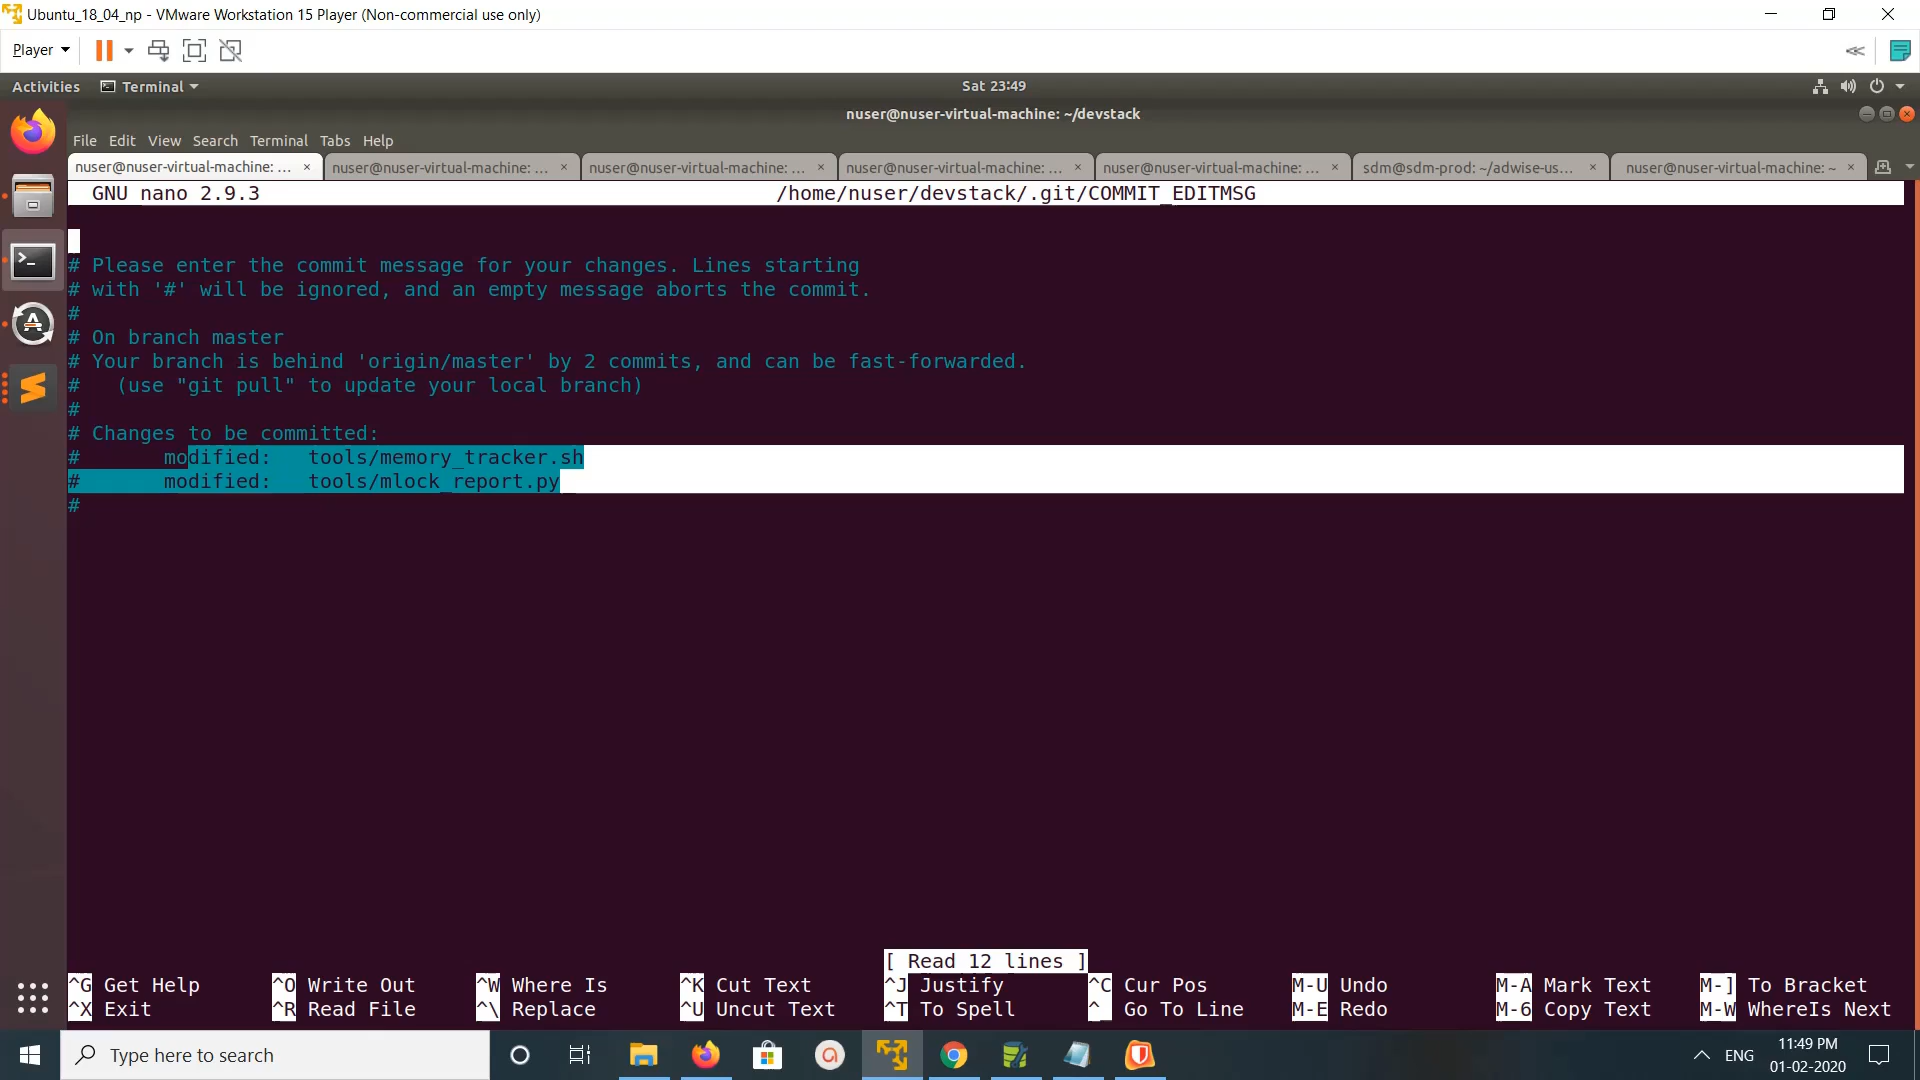 Ubuntu_18_04_np - VMware Workstation 15 Player (Non-commercial use only)
Player
Activities Terminal Sat 23:49
nuser@nuser-virtual-machine: ~/devstack
File Edit View Search Terminal Tabs Help
nuser@nuser-virtual-machine: ... × nuser@nuser-virtual-machine: ... × nuser@nuser-virtual-machine: ... × nuser@nuser-virtual-machine: ... × nuser@nuser-virtual-machine: ... × sdm@sdm-prod: ~/adwise-us... × nuser@nuser-virtual-machine: ~ ×
GNU nano 2.9.3 /home/nuser/devstack/.git/COMMIT_EDITMSG
# Please enter the commit message for your changes. Lines starting
# with '#' will be ignored, and an empty message aborts the commit.
#
# On branch master
# Your branch is behind 'origin/master' by 2 commits, and can be fast-forwarded.
#   (use "git pull" to update your local branch)
#
# Changes to be committed:
#       modified:   tools/memory_tracker.sh
#       modified:   tools/mlock_report.py
#
[ Read 12 lines ]
^G Get Help ^O Write Out ^W Where Is ^K Cut Text ^J Justify ^C Cur Pos M-U Undo M-A Mark Text M-] To Bracket
^X Exit ^R Read File ^\ Replace ^U Uncut Text ^T To Spell ^_ Go To Line M-E Redo M-6 Copy Text M-W WhereIs Next
Type here to search
ENG
11:49 PM
01-02-2020